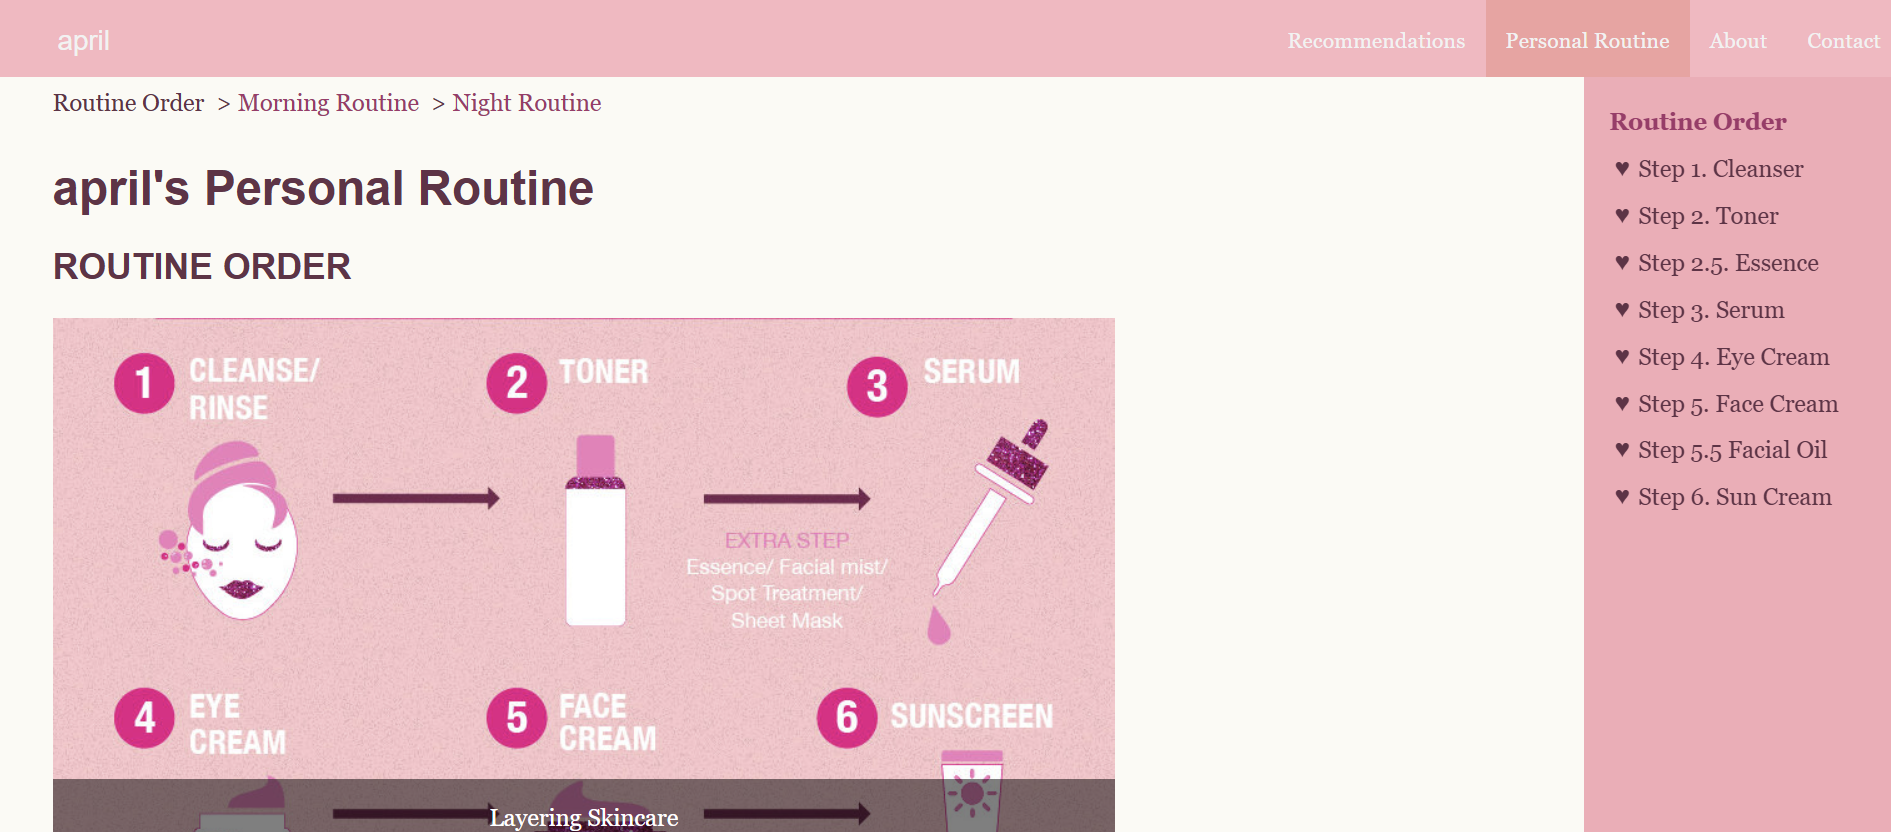 april
Recommendations
Personal Routine
About
Contact
Routine Order > Morning Routine > Night Routine
april's Personal Routine
ROUTINE ORDER
1 CLEANSE/
RINSE
2 TONER
3 SERUM
EXTRA STEP
Essence/ Facial mist/
Spot Treatment/
Sheet Mask
4 EYE
CREAM
5 FACE
CREAM
6 SUNSCREEN
Layering Skincare
Routine Order
♥ Step 1. Cleanser
♥ Step 2. Toner
♥ Step 2.5. Essence
♥ Step 3. Serum
♥ Step 4. Eye Cream
♥ Step 5. Face Cream
♥ Step 5.5 Facial Oil
♥ Step 6. Sun Cream